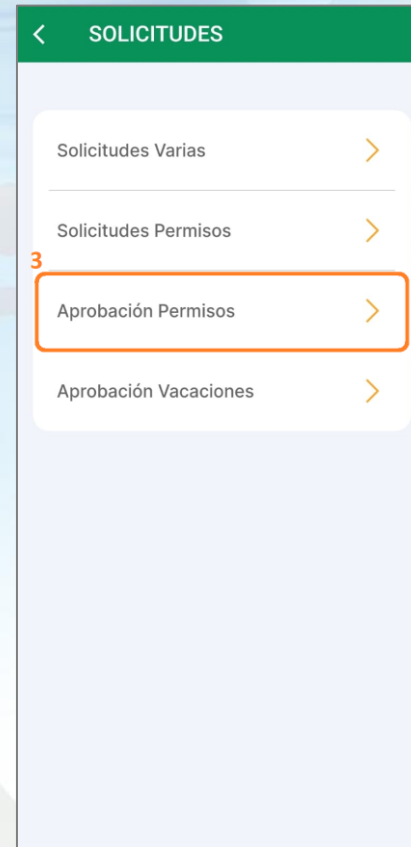 SOLICITUDES
Solicitudes Varias
Solicitudes Permisos
3
Aprobación Permisos
Aprobación Vacaciones